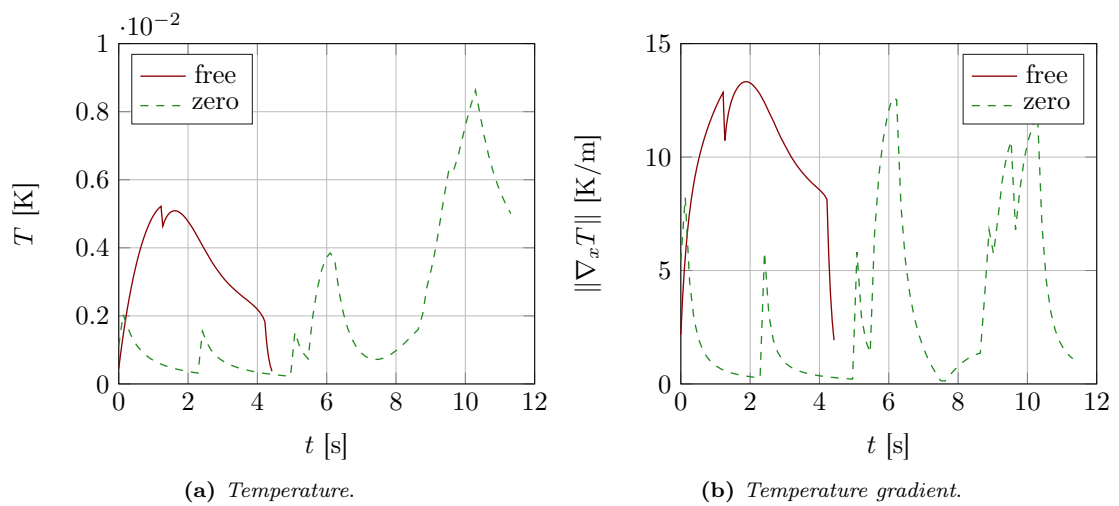 ·10⁻²
1
0.8
0.6
0.4
0.2
0
0 2 4 6 8 10 12
T [K]
t [s]
free
zero
(a) Temperature.
15
10
5
0
0 2 4 6 8 10 12
‖∇ₓT‖ [K/m]
t [s]
free
zero
(b) Temperature gradient.